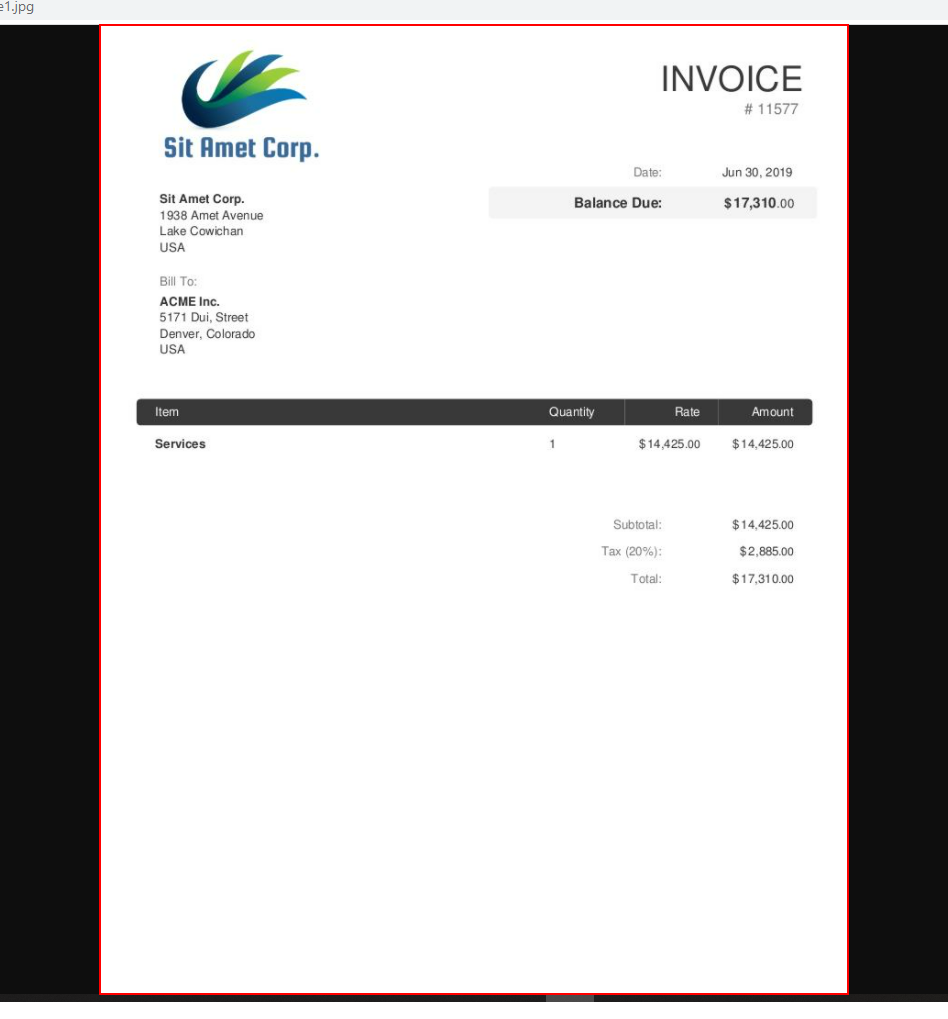 e1.jpg
Sit Amet Corp.
INVOICE
# 11577
Date: Jun 30, 2019
Balance Due: $17,310.00
Sit Amet Corp.
1938 Amet Avenue
Lake Cowichan
USA
Bill To:
ACME Inc.
5171 Dui, Street
Denver, Colorado
USA
Item Quantity Rate Amount
Services 1 $14,425.00 $14,425.00
Subtotal: $14,425.00
Tax (20%): $2,885.00
Total: $17,310.00